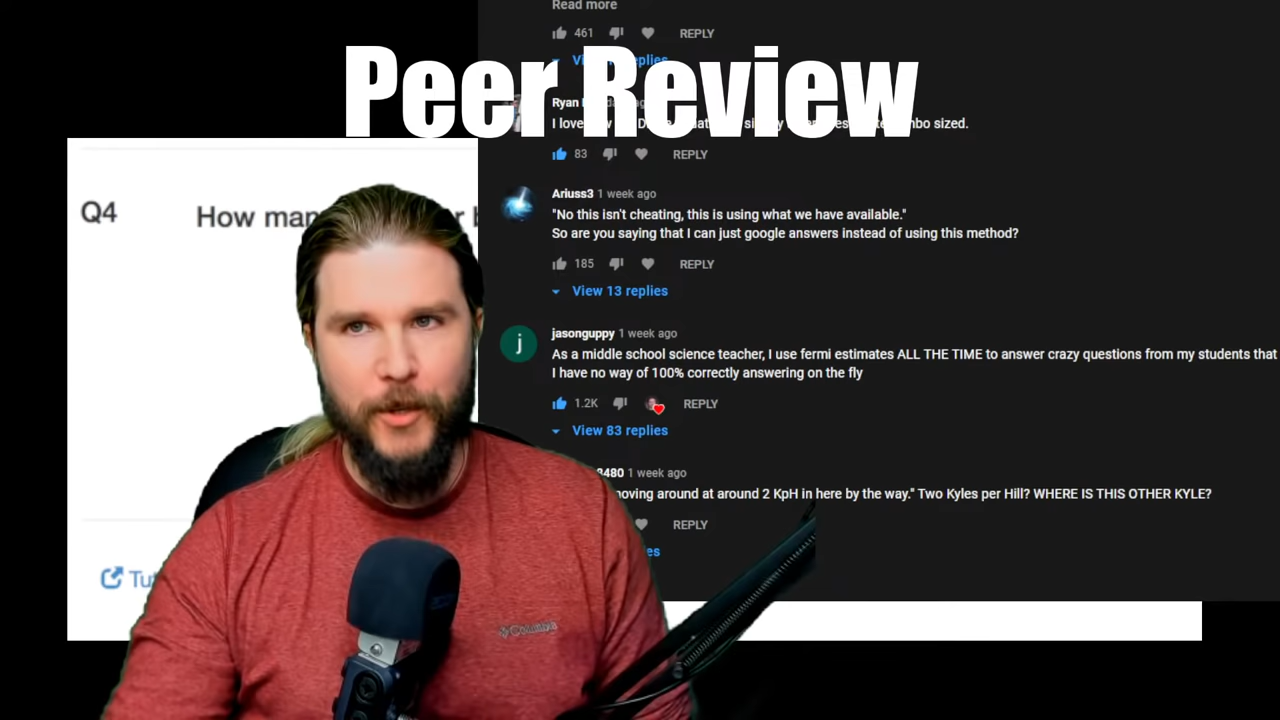 Read more
461 REPLY
Peer Review
Ryan
I love
sized.
83 REPLY
Ariuss3 1 week ago
"No this isn't cheating, this is using what we have available."
So are you saying that I can just google answers instead of using this method?
185 REPLY
View 13 replies
j
jasonguppy 1 week ago
As a middle school science teacher, I use fermi estimates ALL THE TIME to answer crazy questions from my students that
I have no way of 100% correctly answering on the fly
1.2K REPLY
View 83 replies
8480 1 week ago
moving around at around 2 KpH in here by the way." Two Kyles per Hill? WHERE IS THIS OTHER KYLE?
REPLY
Q4 How man
Columbia